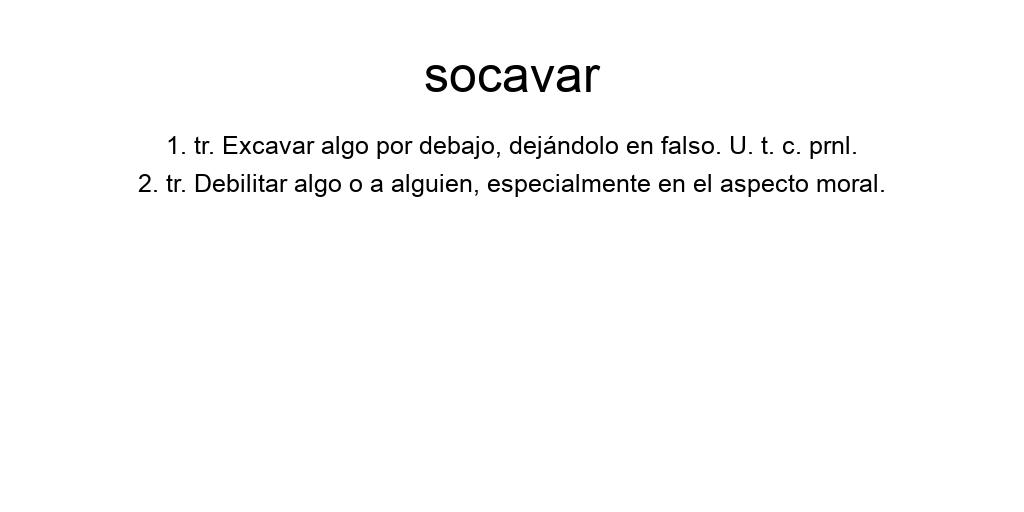 socavar
1. tr. Excavar algo por debajo, dejándolo en falso. U. t. c. prnl.
2. tr. Debilitar algo o a alguien, especialmente en el aspecto moral.